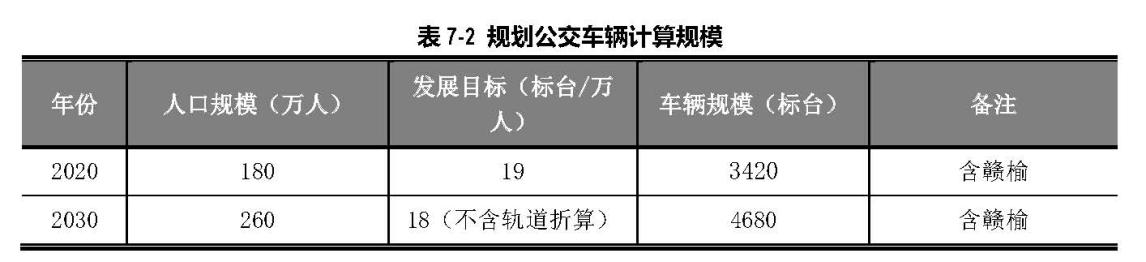 表 7-2 规划公交车辆计算规模
年份 人口规模（万人） 发展目标（标台/万人） 车辆规模（标台） 备注
2020 180 19 3420 含赣榆
2030 260 18（不含轨道折算） 4680 含赣榆